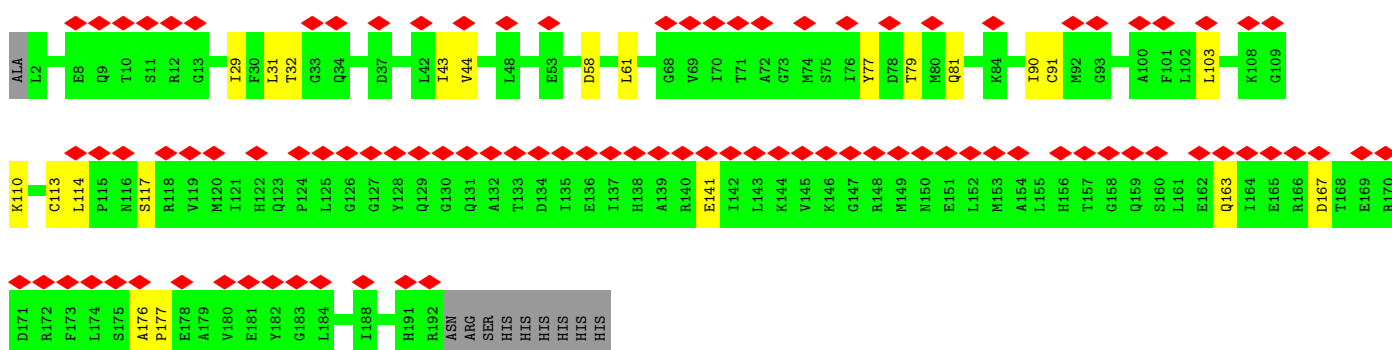 ALA L2 E8 Q9 T10 S11 R12 G13 I29 F30 L31 T32 G33 Q34 D37 L42 I43 V44 L48 E53 D58 L61 G68 V69 I70 T71 A72 G73 M74 S75 I76 Y77 D78 T79 M80 Q81 K84 I90 C91 M92 G93 A100 F101 L102 L103 K108 G109
K110 C113 L114 P115 N116 S117 R118 V119 M120 I121 H122 Q123 P124 L125 G126 G127 Y128 Q129 G130 Q131 A132 T133 D134 I135 E136 I137 H138 A139 R140 E141 I142 L143 K144 V145 K146 G147 R148 M149 N150 E151 L152 M153 A154 L155 H156 T157 G158 Q159 S160 L161 E162 Q163 I164 E165 R166 D167 T168 E169 R170
D171 R172 F173 L174 S175 A176 P177 E178 A179 V180 E181 Y182 G183 L184 I188 H191 R192 ASN ARG SER HIS HIS HIS HIS HIS HIS